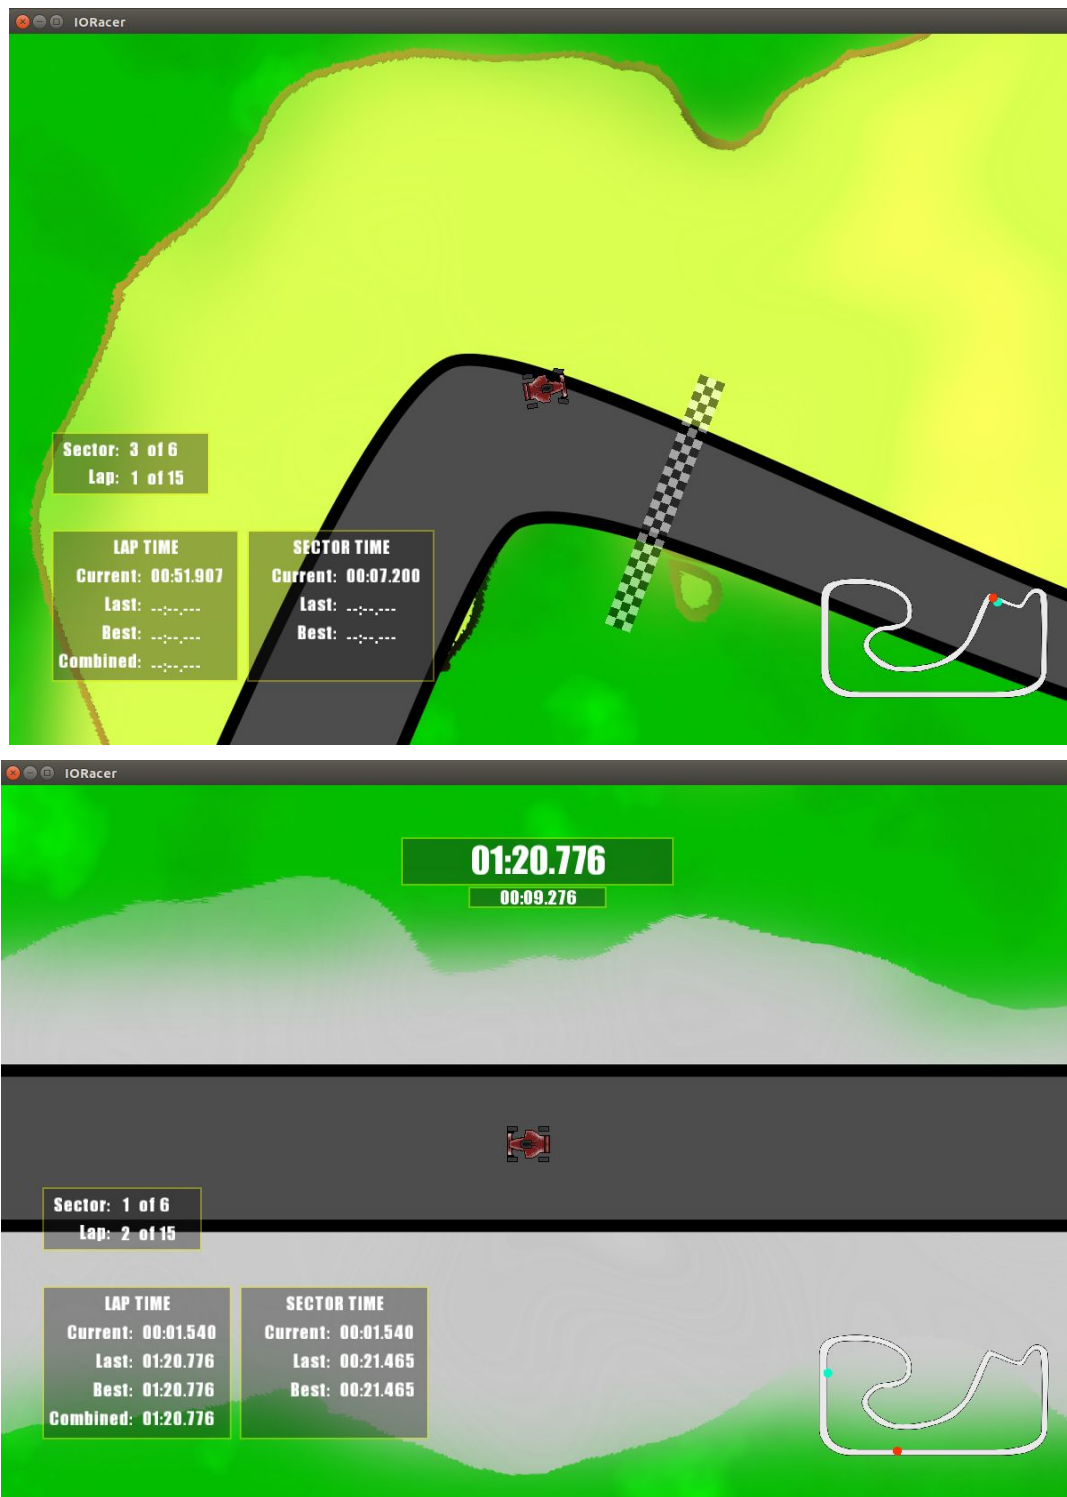 IORacer
Sector: 3 of 6
Lap: 1 of 15
LAP TIME
Current: 00:51.907
Last: --:--.---
Best: --:--.---
Combined: --:--.---
SECTOR TIME
Current: 00:07.200
Last: --:--.---
Best: --:--.---
IORacer
01:20.776
00:09.276
Sector: 1 of 6
Lap: 2 of 15
LAP TIME
Current: 00:01.540
Last: 01:20.776
Best: 01:20.776
Combined: 01:20.776
SECTOR TIME
Current: 00:01.540
Last: 00:21.465
Best: 00:21.465